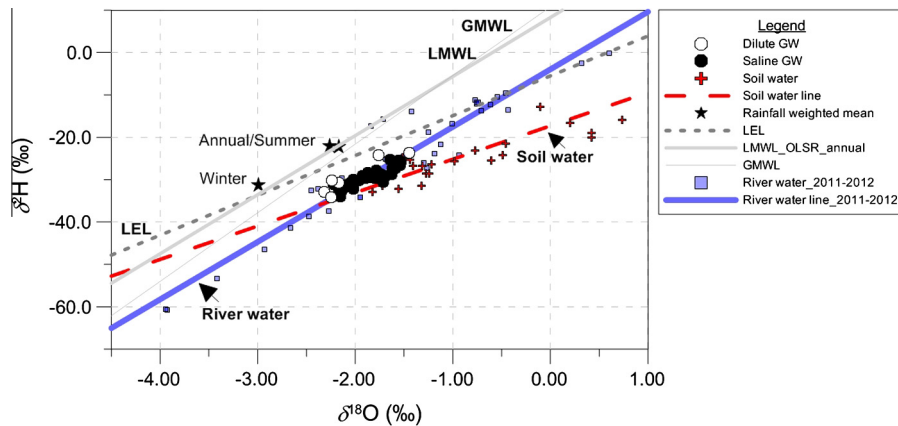 GMWL
LMWL
Annual/Summer
Winter
LEL
Soil water
River water
0.0
-20.0
-40.0
-60.0
δ²H (‰)
-4.00 -3.00 -2.00 -1.00 0.00 1.00
δ¹⁸O (‰)
Legend
Dilute GW
Saline GW
Soil water
Soil water line
Rainfall weighted mean
LEL
LMWL_OLSR_annual
GMWL
River water_2011-2012
River water line_2011-2012